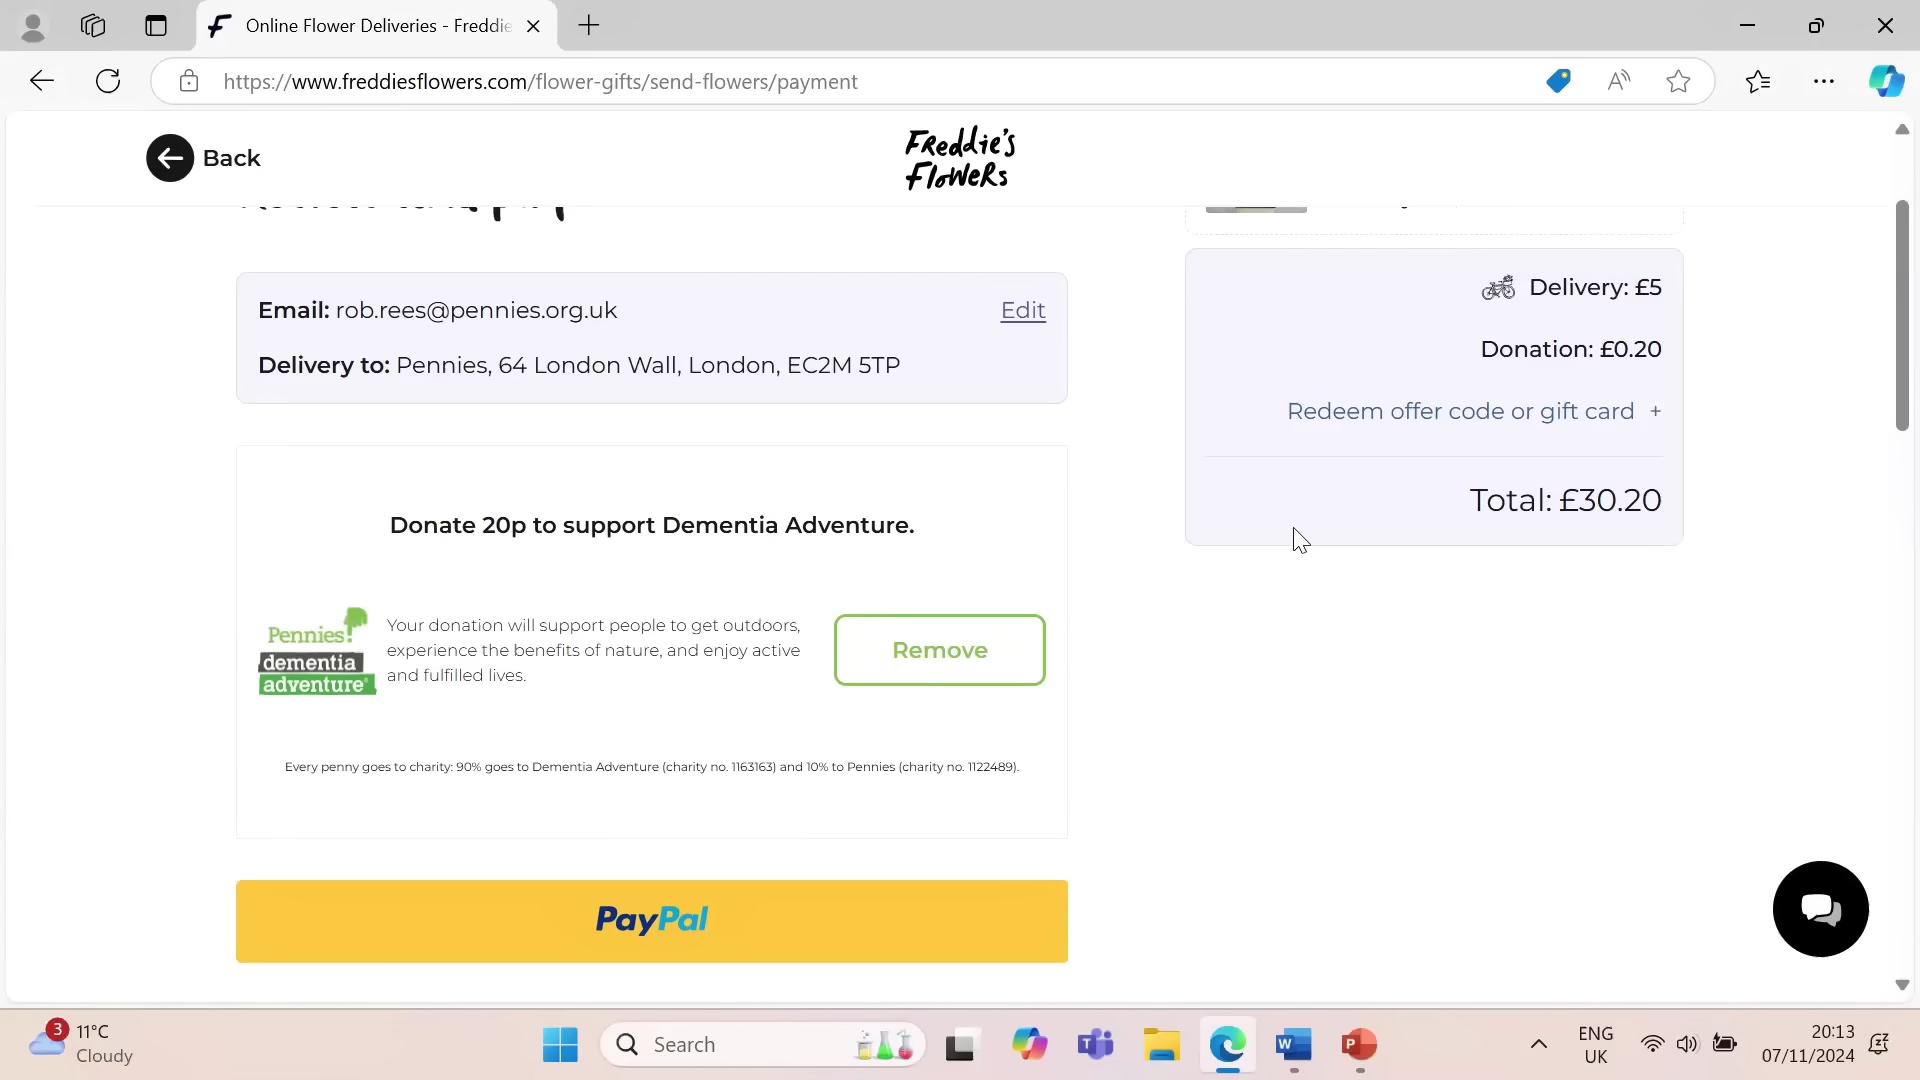 Online Flower Deliveries - Freddie
https://www.freddiesflowers.com/flower-gifts/send-flowers/payment
Back
Freddie's
Flowers
Email: rob.rees@pennies.org.uk
Edit
Delivery to: Pennies, 64 London Wall, London, EC2M 5TP
Delivery: £5
Donation: £0.20
Redeem offer code or gift card +
Total: £30.20
Donate 20p to support Dementia Adventure.
Pennies
dementia
adventure
Your donation will support people to get outdoors,
experience the benefits of nature, and enjoy active
and fulfilled lives.
Remove
Every penny goes to charity: 90% goes to Dementia Adventure (charity no. 1163163) and 10% to Pennies (charity no. 1122489).
PayPal
3
11°C
Cloudy
Search
ENG
UK
20:13
07/11/2024